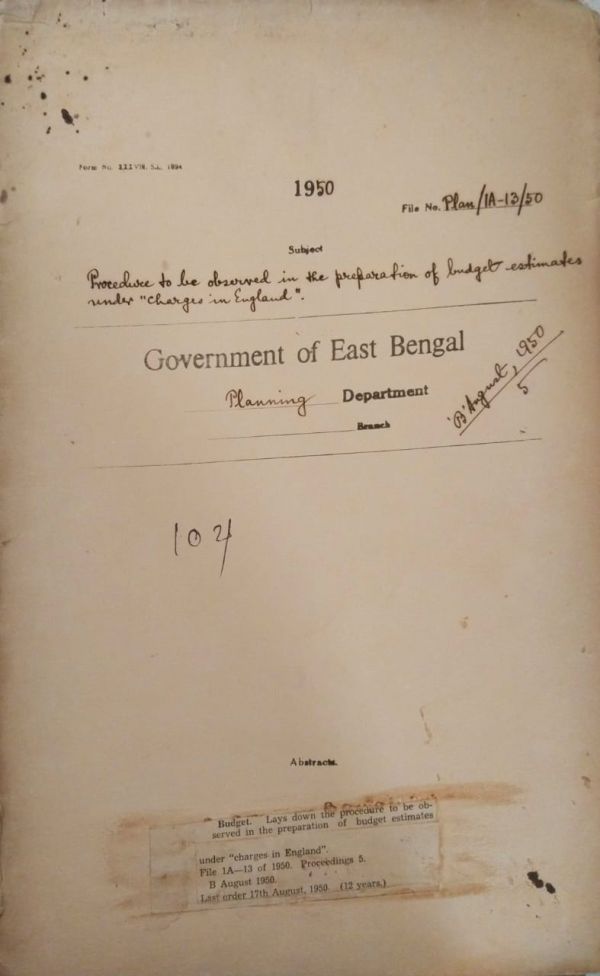 Form No. XXXVIII, S.L. 1894
1950
File No. Plan/1A-13/50
Subject
Procedure to be observed in the preparation of budget estimates
under "charges in England".
Government of East Bengal
Planning Department
Branch
'B' August, 1950
5
104
Abstracts.
Budget. Lays down the procedure to be ob-
served in the preparation of budget estimates
under "charges in England".
File 1A—13 of 1950. Proceedings 5.
B August 1950.
Last order 17th August, 1950. (12 years.)